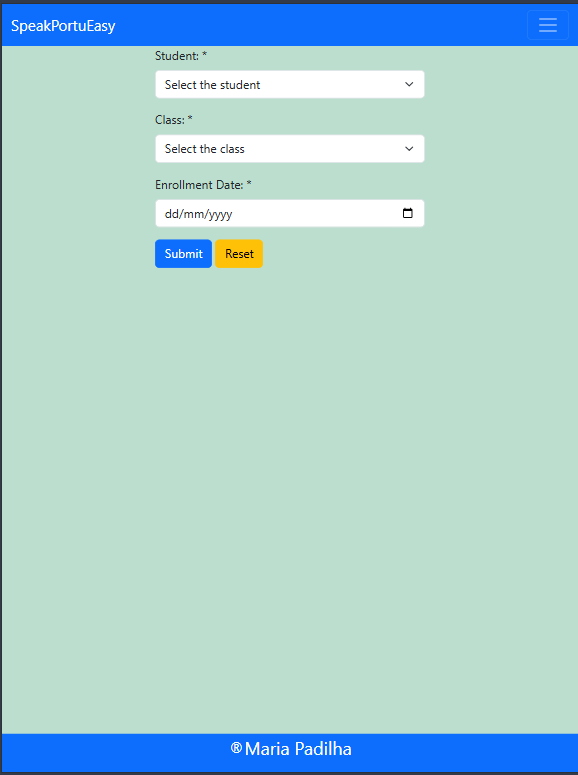 SpeakPortuEasy
Student: *
Select the student
Class: *
Select the class
Enrollment Date: *
dd/mm/yyyy
Submit Reset
®Maria Padilha